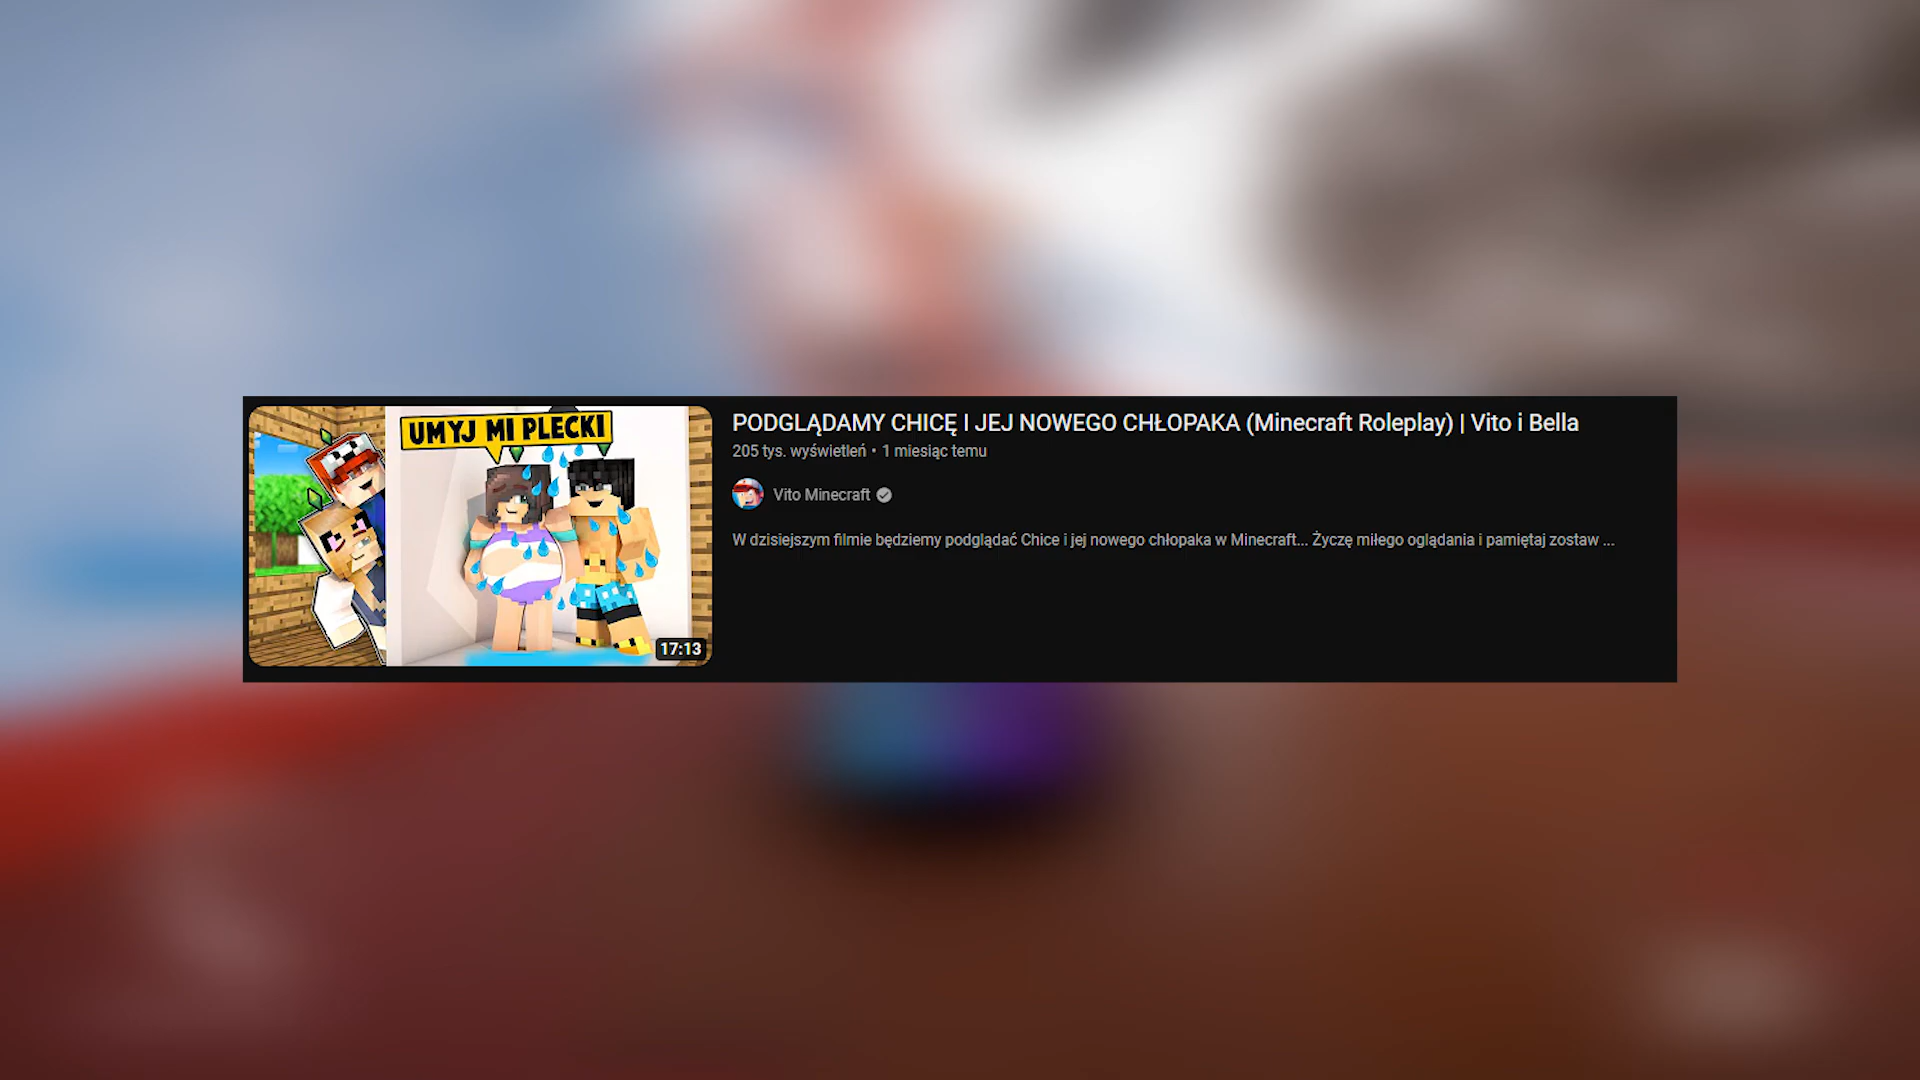 UMYJ MI PLECKI
17:13
PODGLĄDAMY CHICĘ I JEJ NOWEGO CHŁOPAKA (Minecraft Roleplay) | Vito i Bella
205 tys. wyświetleń • 1 miesiąc temu
Vito Minecraft
W dzisiejszym filmie będziemy podglądać Chice i jej nowego chłopaka w Minecraft... Życzę miłego oglądania i pamiętaj zostaw ...